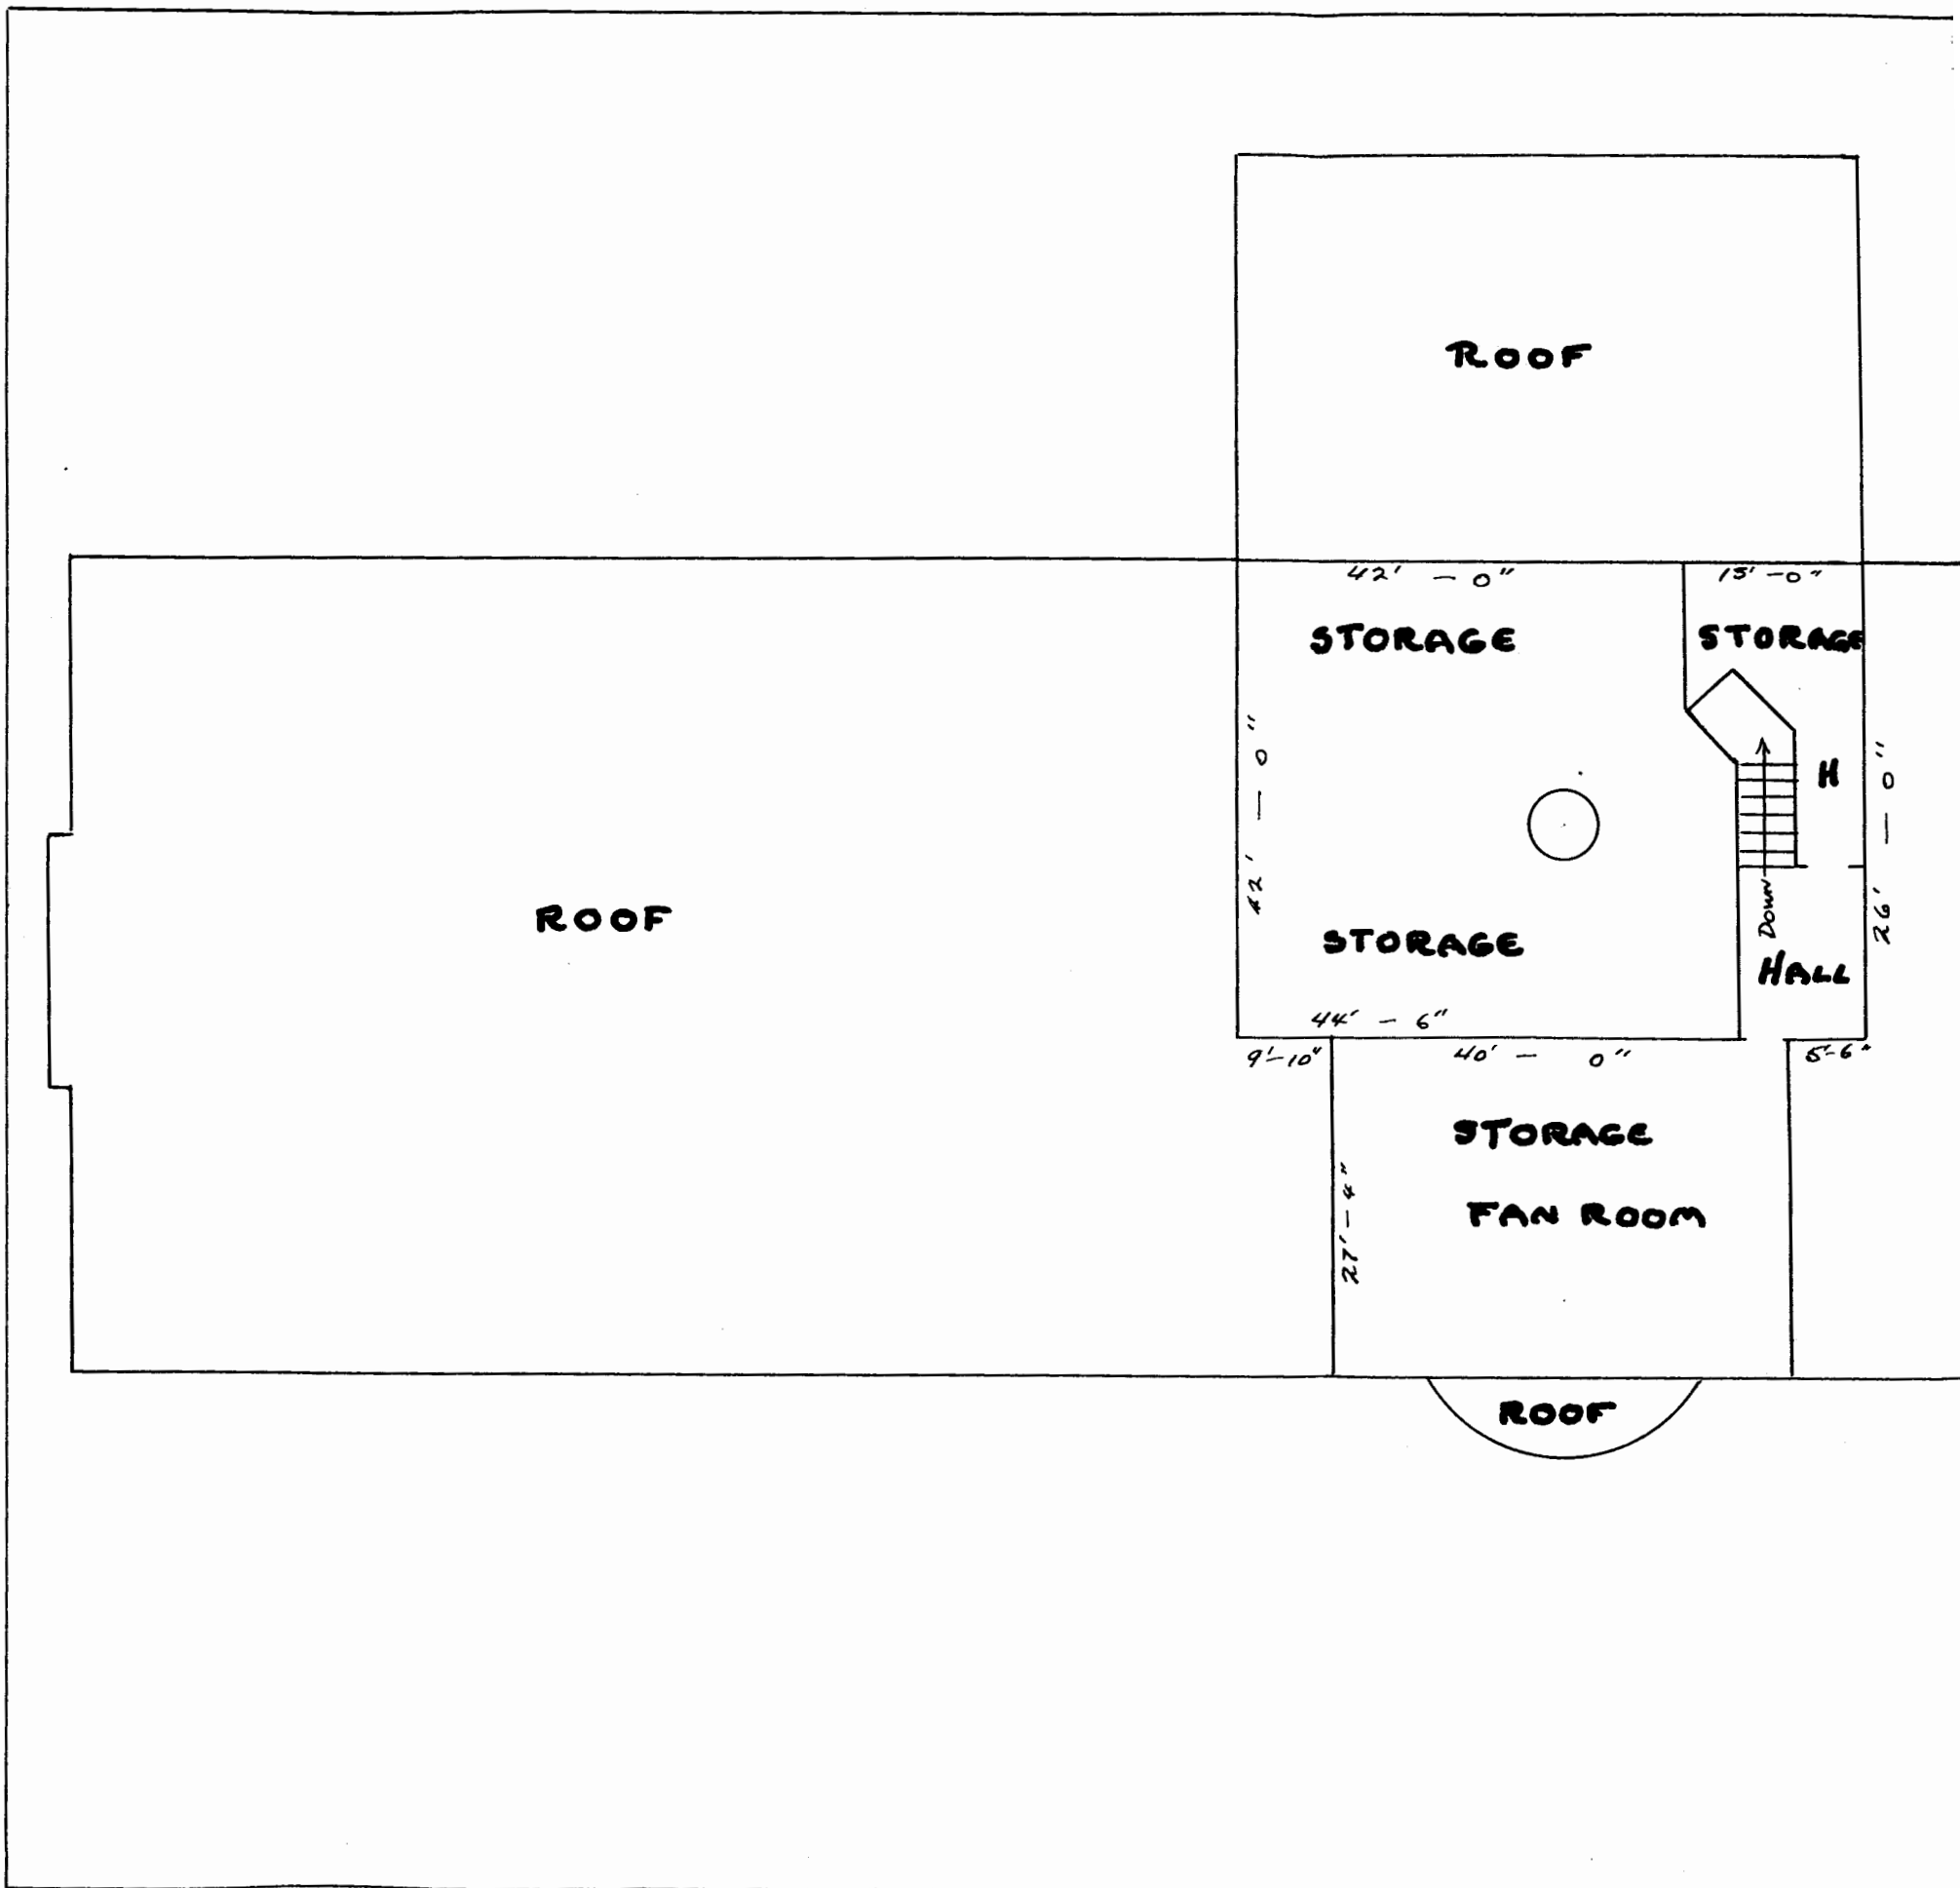 ROOF
42' - 0" 13' - 0"
STORAGE STORAGE
42' - 0"
H
26' - 0"
ROOF
DOWN
STORAGE
HALL
44' - 6"
9'-10" 40' - 0" 5'-6"
STORAGE
27' - 4"
FAN ROOM
ROOF